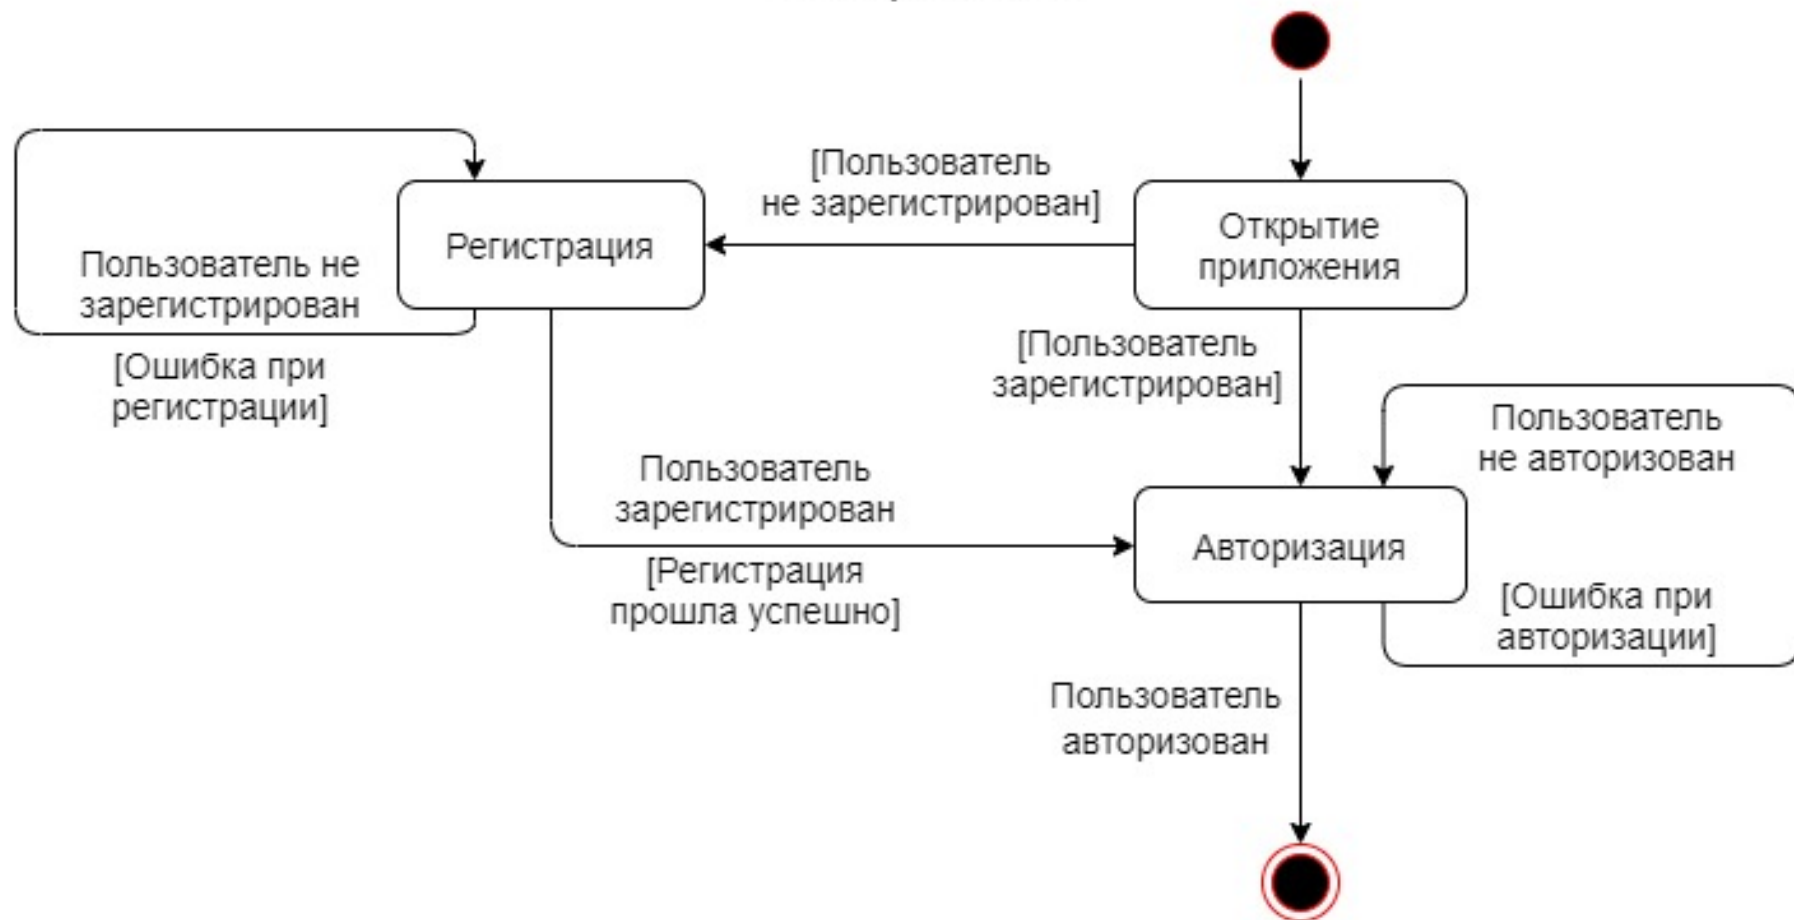 [Пользователь
не зарегистрирован]
Открытие
приложения
Регистрация
Пользователь не
зарегистрирован
[Ошибка при
регистрации]
[Пользователь
зарегистрирован]
Пользователь
не авторизован
Пользователь
зарегистрирован
[Регистрация
прошла успешно]
Авторизация
[Ошибка при
авторизации]
Пользователь
авторизован